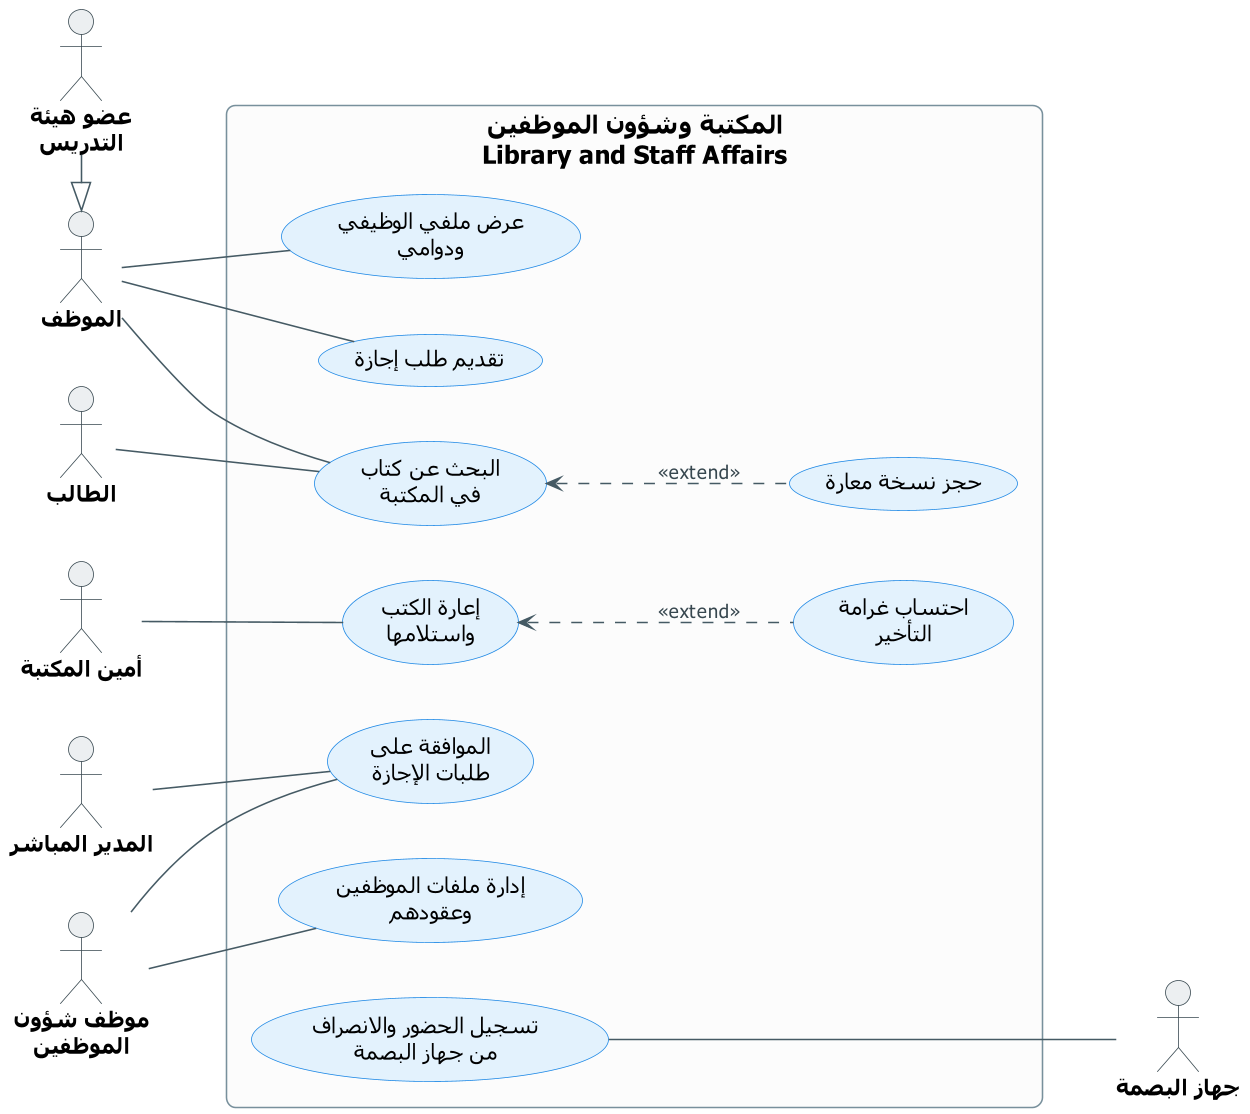 عضو هيئة
التدريس
المكتبة وشؤون الموظفين
Library and Staff Affairs
عرض ملفي الوظيفي
ودوامي
الموظف
تقديم طلب إجازة
الطالب
البحث عن كتاب
في المكتبة
«extend»
حجز نسخة معارة
أمين المكتبة
إعارة الكتب
واستلامها
«extend»
احتساب غرامة
التأخير
المدير المباشر
الموافقة على
طلبات الإجازة
إدارة ملفات الموظفين
وعقودهم
موظف شؤون
الموظفين
تسجيل الحضور والانصراف
من جهاز البصمة
جهاز البصمة